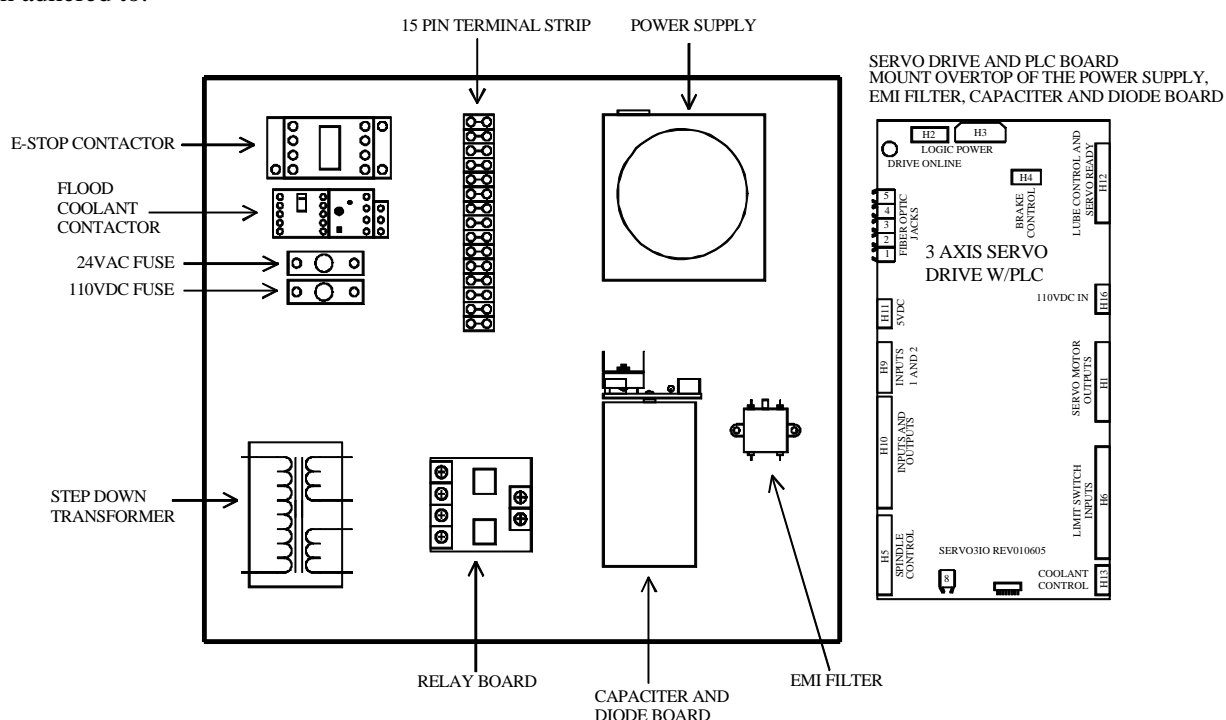 adhered to.
15 PIN TERMINAL STRIP
POWER SUPPLY
SERVO DRIVE AND PLC BOARD
MOUNT OVERTOP OF THE POWER SUPPLY,
EMI FILTER, CAPACITER AND DIODE BOARD
E-STOP CONTACTOR
FLOOD
COOLANT
CONTACTOR
24VAC FUSE
110VDC FUSE
STEP DOWN
TRANSFORMER
RELAY BOARD
CAPACITER AND
DIODE BOARD
EMI FILTER
H2
H3
LOGIC POWER
DRIVE ONLINE
H4
BRAKE
CONTROL
LUBE CONTROL AND
SERVO READY
H12
5
4
3
2
1
FIBER OPTIC
JACKS
3 AXIS SERVO
DRIVE W/PLC
110VDC IN
H16
H11
5VDC
H9
INPUTS
1 AND 2
SERVO MOTOR
OUTPUTS
H1
H10
INPUTS AND
OUTPUTS
LIMIT SWITCH
INPUTS
H6
H5
SPINDLE
CONTROL
SERVO3IO REV010605
8
COOLANT
CONTROL
H13